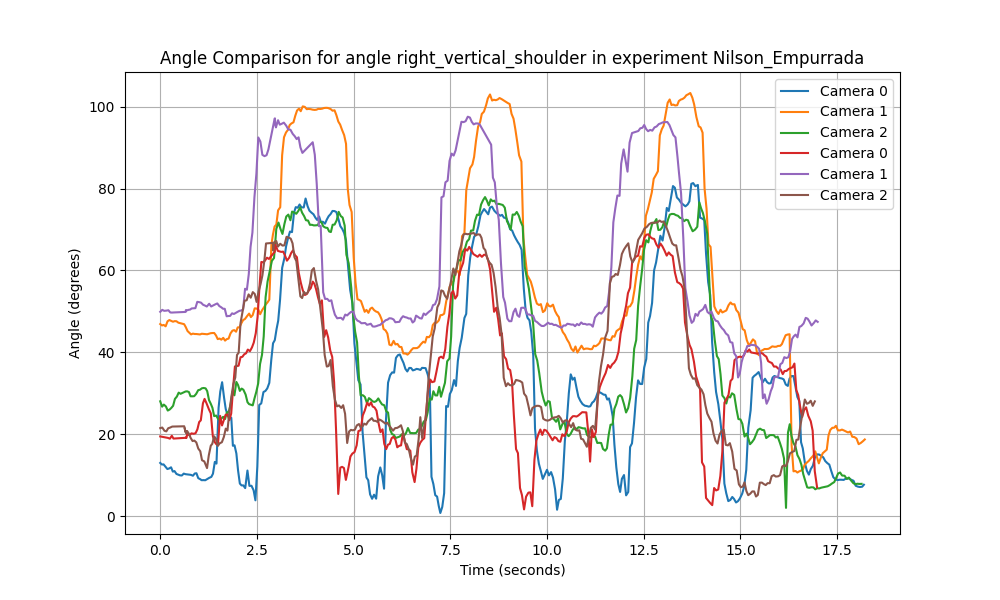 Angle Comparison for angle right_vertical_shoulder in experiment Nilson_Empurrada
Camera 0
Camera 1
Camera 2
Camera 0
Camera 1
Camera 2
100
80
60
40
20
0
Angle (degrees)
0.0 2.5 5.0 7.5 10.0 12.5 15.0 17.5
Time (seconds)